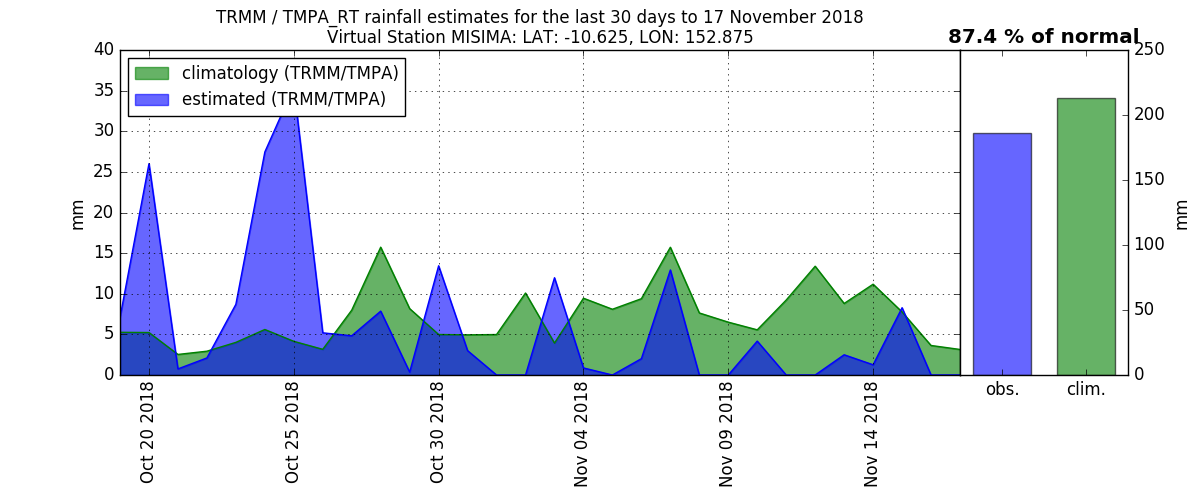 TRMM / TMPA_RT rainfall estimates for the last 30 days to 17 November 2018
Virtual Station MISIMA: LAT: -10.625, LON: 152.875
87.4 % of normal
climatology (TRMM/TMPA)
estimated (TRMM/TMPA)
40
35
30
25
20
15
10
5
0
mm
Oct 20 2018
Oct 25 2018
Oct 30 2018
Nov 04 2018
Nov 09 2018
Nov 14 2018
250
200
150
100
50
0
mm
obs.
clim.